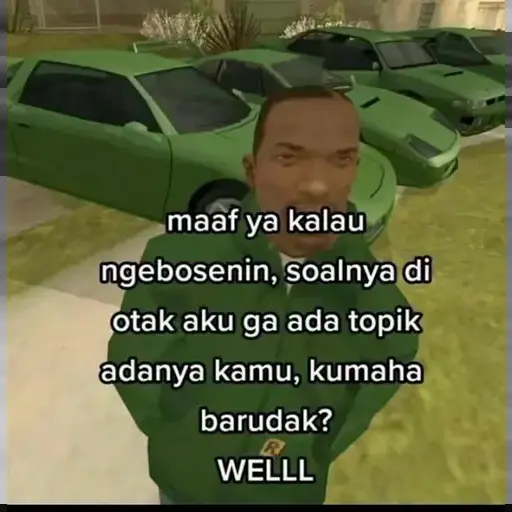 maaf ya kalau
ngebosenin, soalnya di
otak aku ga ada topik
adanya kamu, kumaha
barudak?
WELLL